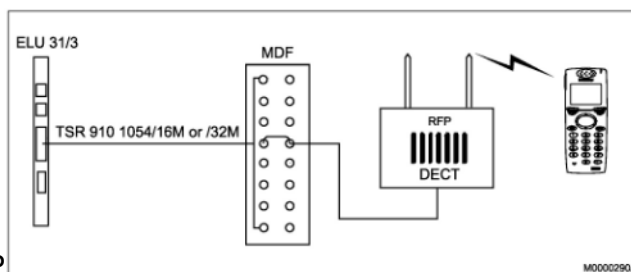 ELU 31/3
MDF
TSR 910 1054/16M or /32M
RFP
DECT
M0000290